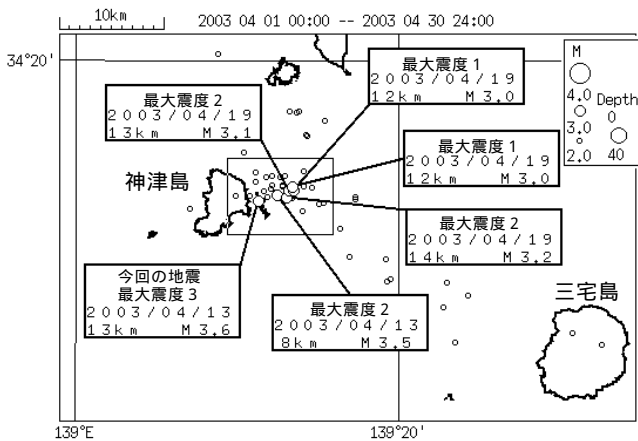 10km
2003 04 01 00:00 -- 2003 04 30 24:00
34°20'
M
4.0
3.0
2.0
Depth
0
40
最大震度1
2003/04/19
12km M3.0
最大震度2
2003/04/19
13km M3.1
最大震度1
2003/04/19
12km M3.0
神津島
最大震度2
2003/04/19
14km M3.2
今回の地震
最大震度3
2003/04/13
13km M3.6
最大震度2
2003/04/13
8km M3.5
三宅島
139°E
139°20'